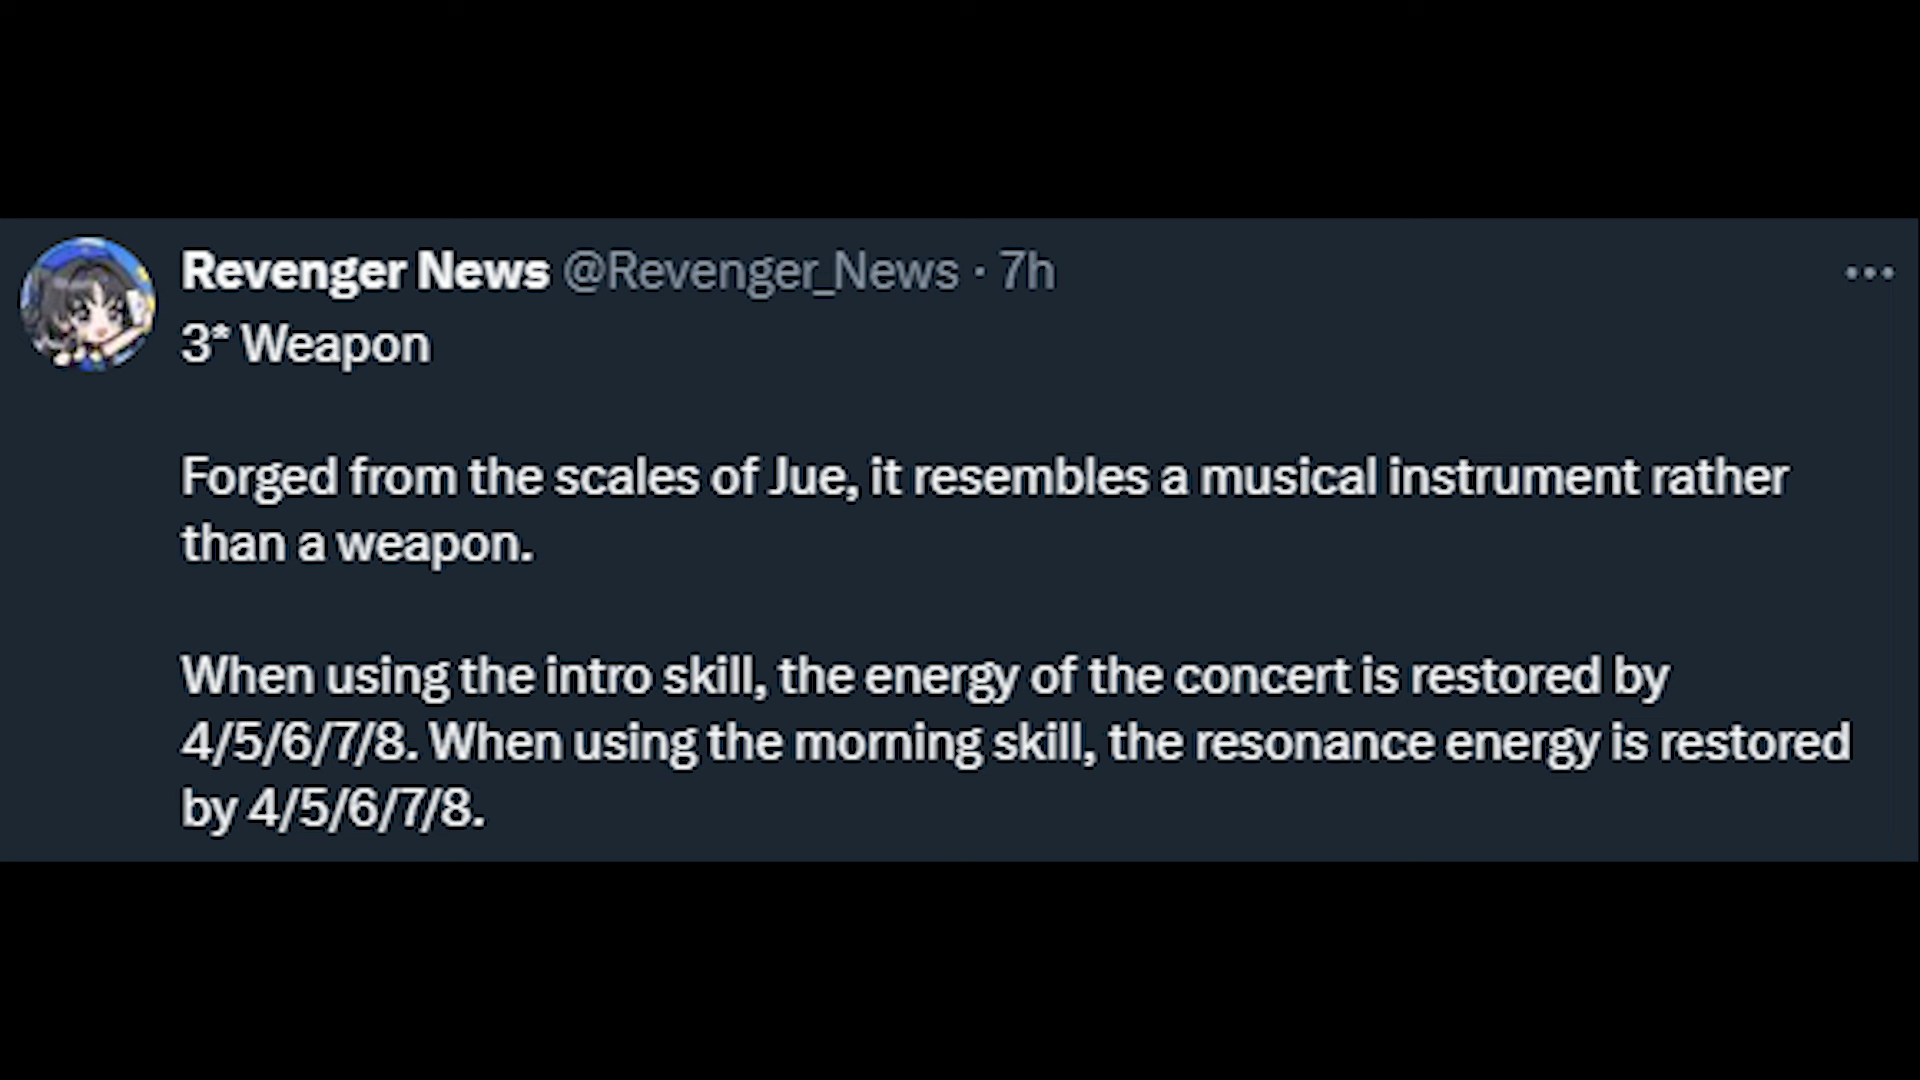 Revenger News @Revenger_News · 7h
3* Weapon
Forged from the scales of Jue, it resembles a musical instrument rather
than a weapon.
When using the intro skill, the energy of the concert is restored by
4/5/6/7/8. When using the morning skill, the resonance energy is restored
by 4/5/6/7/8.